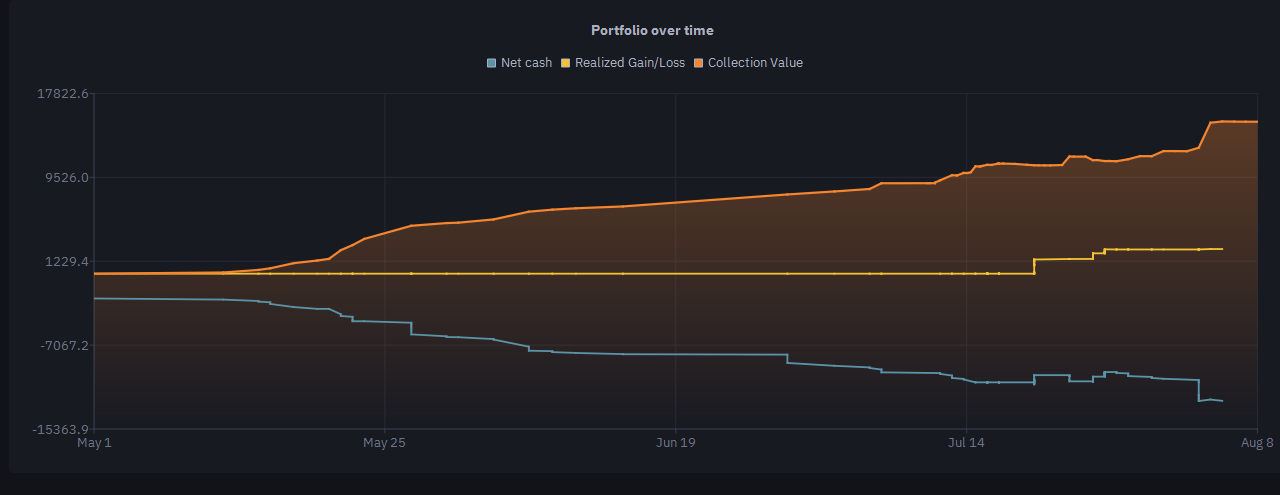 Portfolio over time
Net cash Realized Gain/Loss Collection Value
17822.6
9526.0
1229.4
-7067.2
-15363.9
May 1 May 25 Jun 19 Jul 14 Aug 8